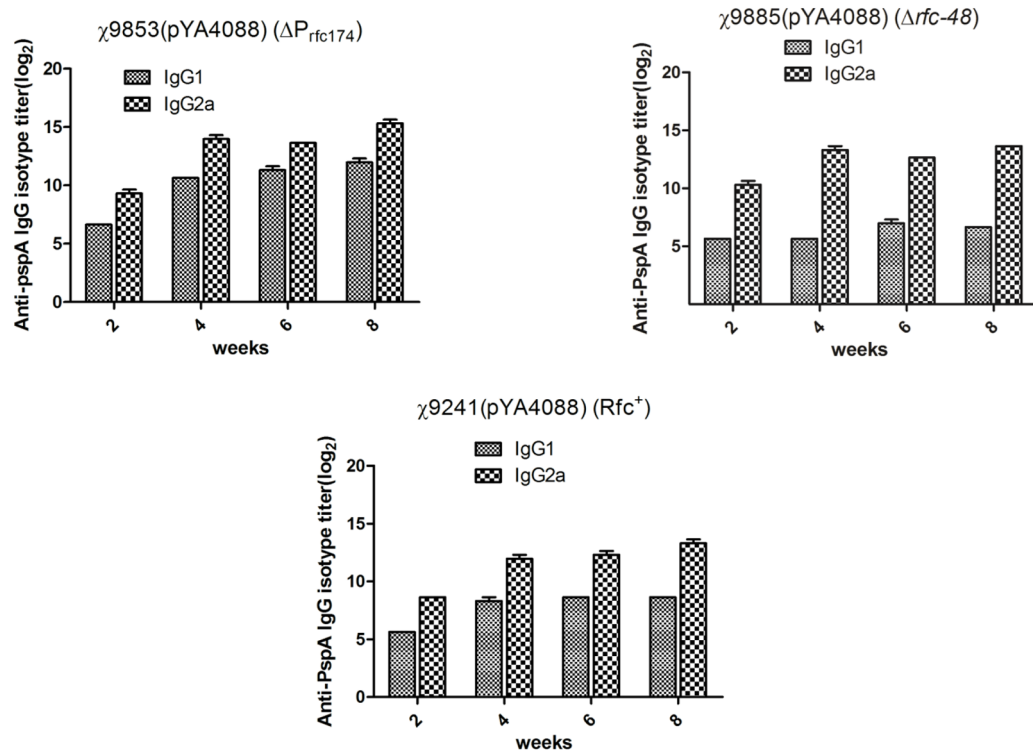 χ9853(pYA4088) (ΔP_rfc174)
IgG1
IgG2a
Anti-pspA IgG isotype titer(log₂)
20
15
10
5
0
2
4
6
8
weeks
χ9885(pYA4088) (Δrfc-48)
IgG1
IgG2a
Anti-PspA IgG isotype titer(log₂)
20
15
10
5
2
4
6
8
weeks
χ9241(pYA4088) (Rfc⁺)
IgG1
IgG2a
Anti-PspA IgG isotype titer(log₂)
20
15
10
5
0
2
4
6
8
weeks